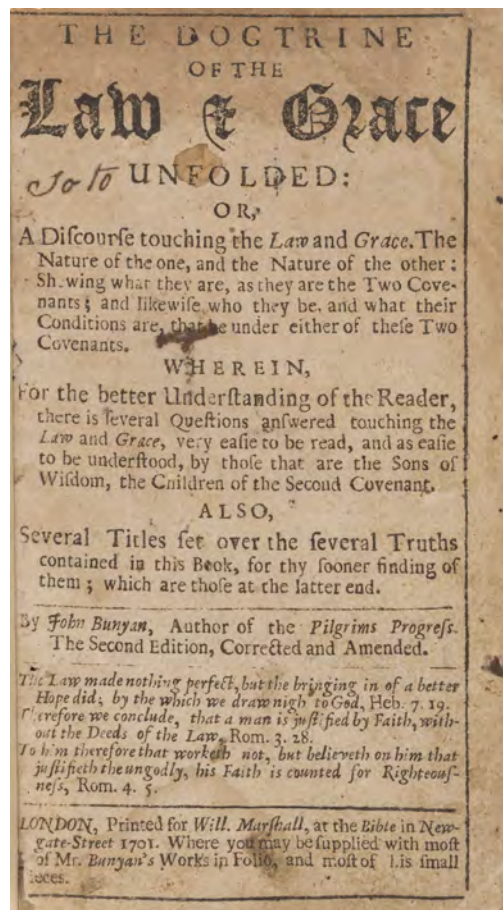 THE DOCTRINE
OF THE
Law & Grace
UNFOLDED:
OR,
A Diſcourſe touching the Law and Grace. The
Nature of the one, and the Nature of the other:
Shewing what they are, as they are the Two Cove-
nants; and likewiſe who they be, and what their
Conditions are, that be under either of theſe Two
Covenants.
WHEREIN,
For the better Underſtanding of the Reader,
there is ſeveral Queſtions anſwered touching the
Law and Grace, very eaſie to be read, and as eaſie
to be underſtood, by thoſe that are the Sons of
Wiſdom, the Children of the Second Covenant.
ALSO,
Several Titles ſet over the ſeveral Truths
contained in this Book, for thy ſooner finding of
them; which are thoſe at the latter end.
By John Bunyan, Author of the Pilgrims Progreſs.
The Second Edition, Corrected and Amended.
The Law made nothing perfect, but the bringing in of a better
Hope did; by the which we draw nigh to God, Heb. 7. 19.
Therefore we conclude, that a man is juſtified by Faith, with-
out the Deeds of the Law, Rom. 3. 28.
To him therefore that worketh not, but believeth on him that
juſtifieth the ungodly, his Faith is counted for Righteouſ-
neſs, Rom. 4. 5.
LONDON, Printed for Will. Marſhall, at the Bible in New-
gate-Street 1701. Where you may be ſupplied with moſt
of Mr. Bunyan's Works in Folio, and moſt of his ſmall
Pieces.